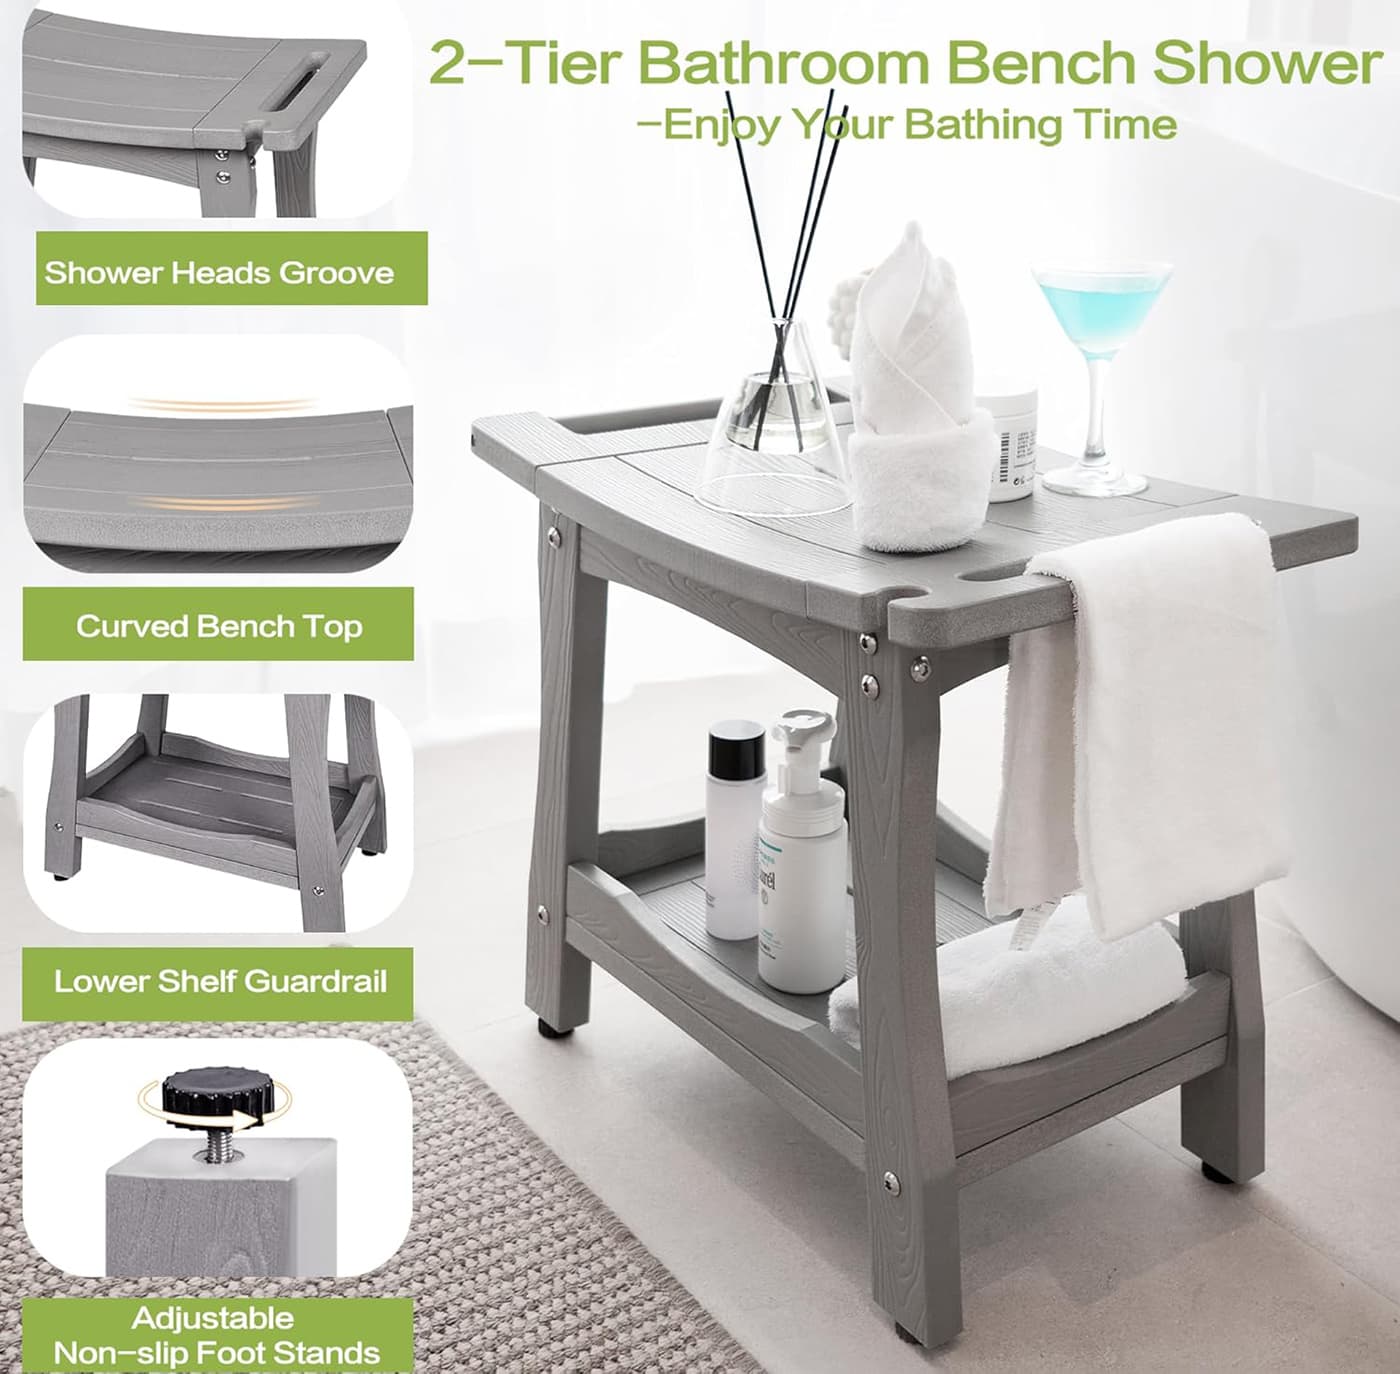 2-Tier Bathroom Bench Shower
-Enjoy Your Bathing Time
Shower Heads Groove
Curved Bench Top
Lower Shelf Guardrail
Adjustable
Non-slip Foot Stands